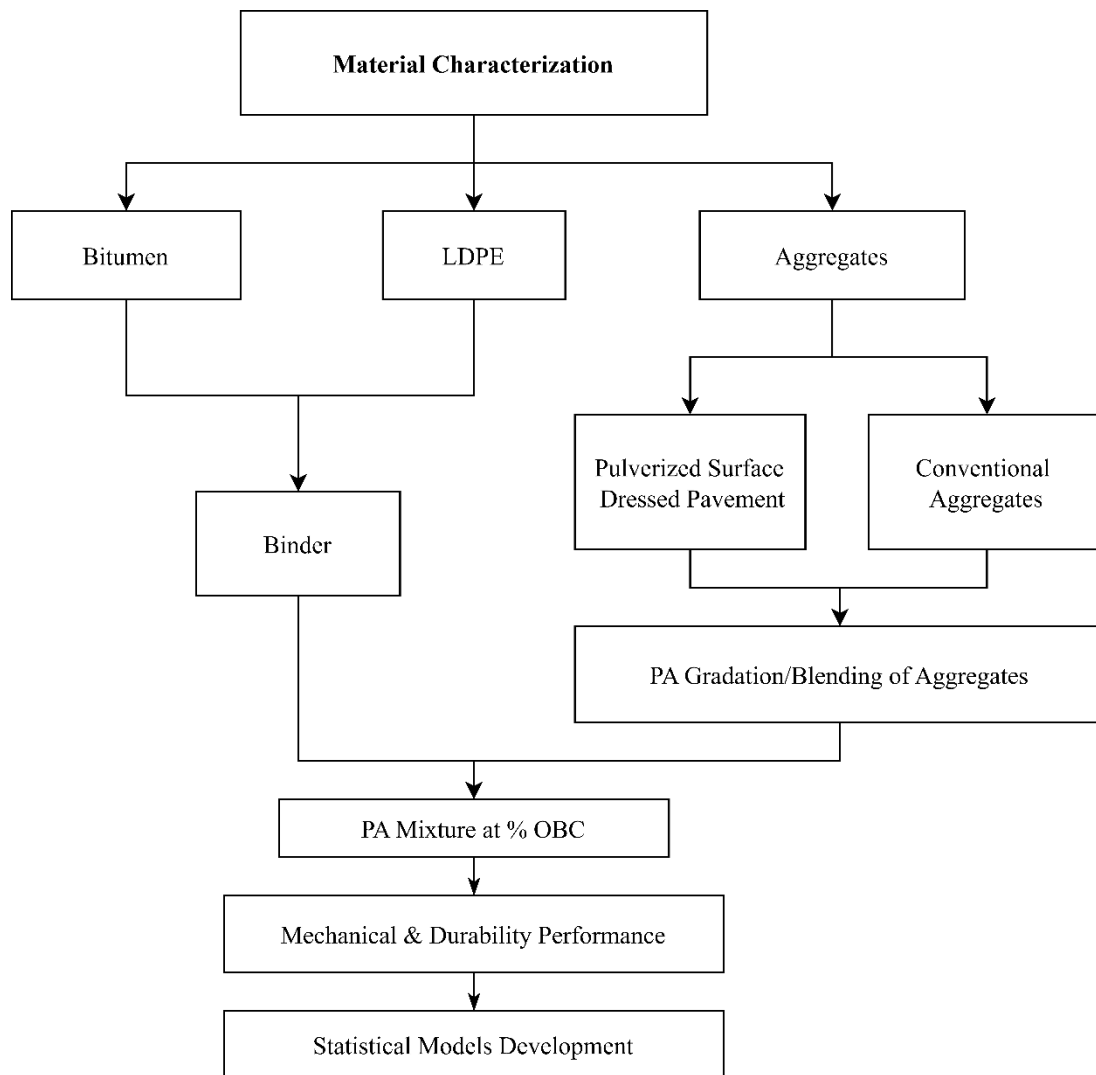 Material Characterization
Bitumen
LDPE
Aggregates
Pulverized Surface
Dressed Pavement
Conventional
Aggregates
Binder
PA Gradation/Blending of Aggregates
PA Mixture at % OBC
Mechanical & Durability Performance
Statistical Models Development